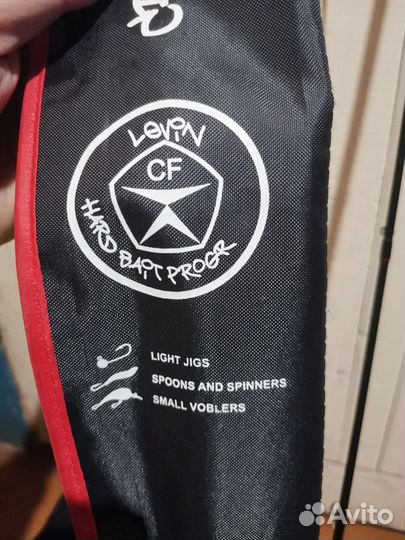 Levin
CF
HARD BAIT PROGR
LIGHT JIGS
SPOONS AND SPINNERS
SMALL VOBLERS
Avito